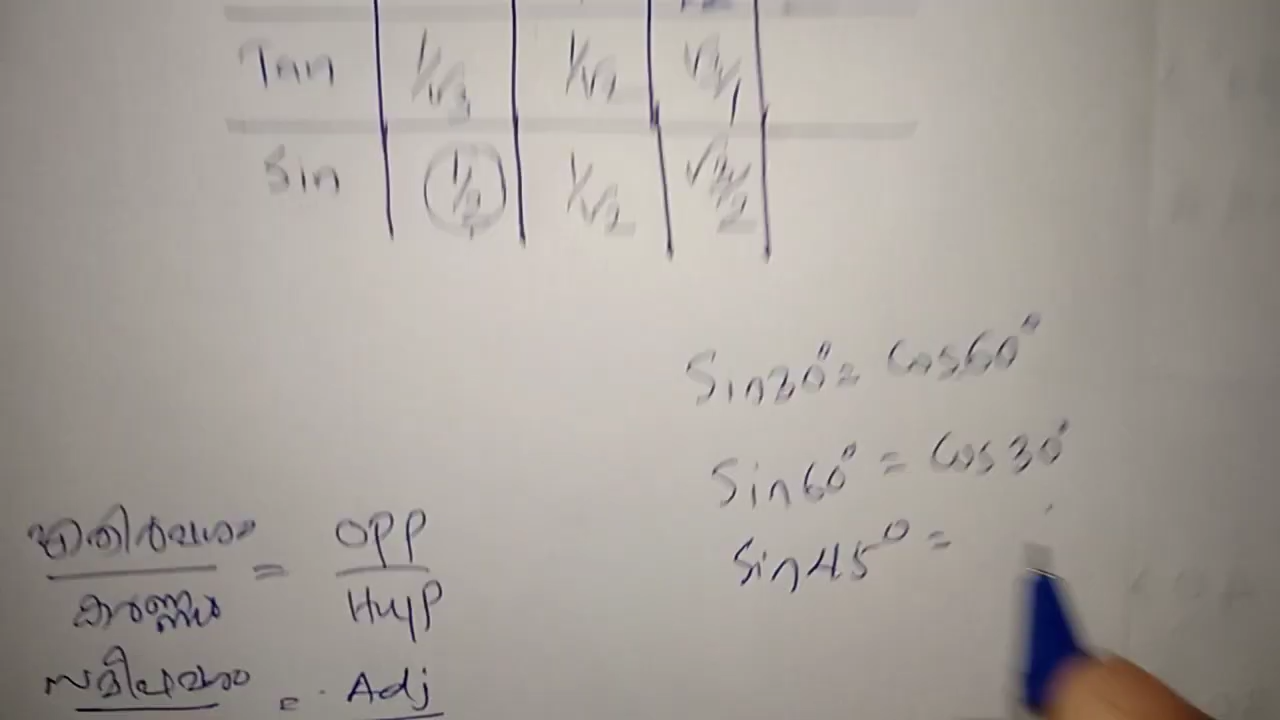 Tan 1/√3 1/√2 √3/1
Sin 1/2 1/√2 √3/2
Sin30° = Cos60°
Sin60° = Cos30°
Sin45° =
എതിർവശം = OPP
കർണ്ണം Hyp
സമീപവശം = Adj